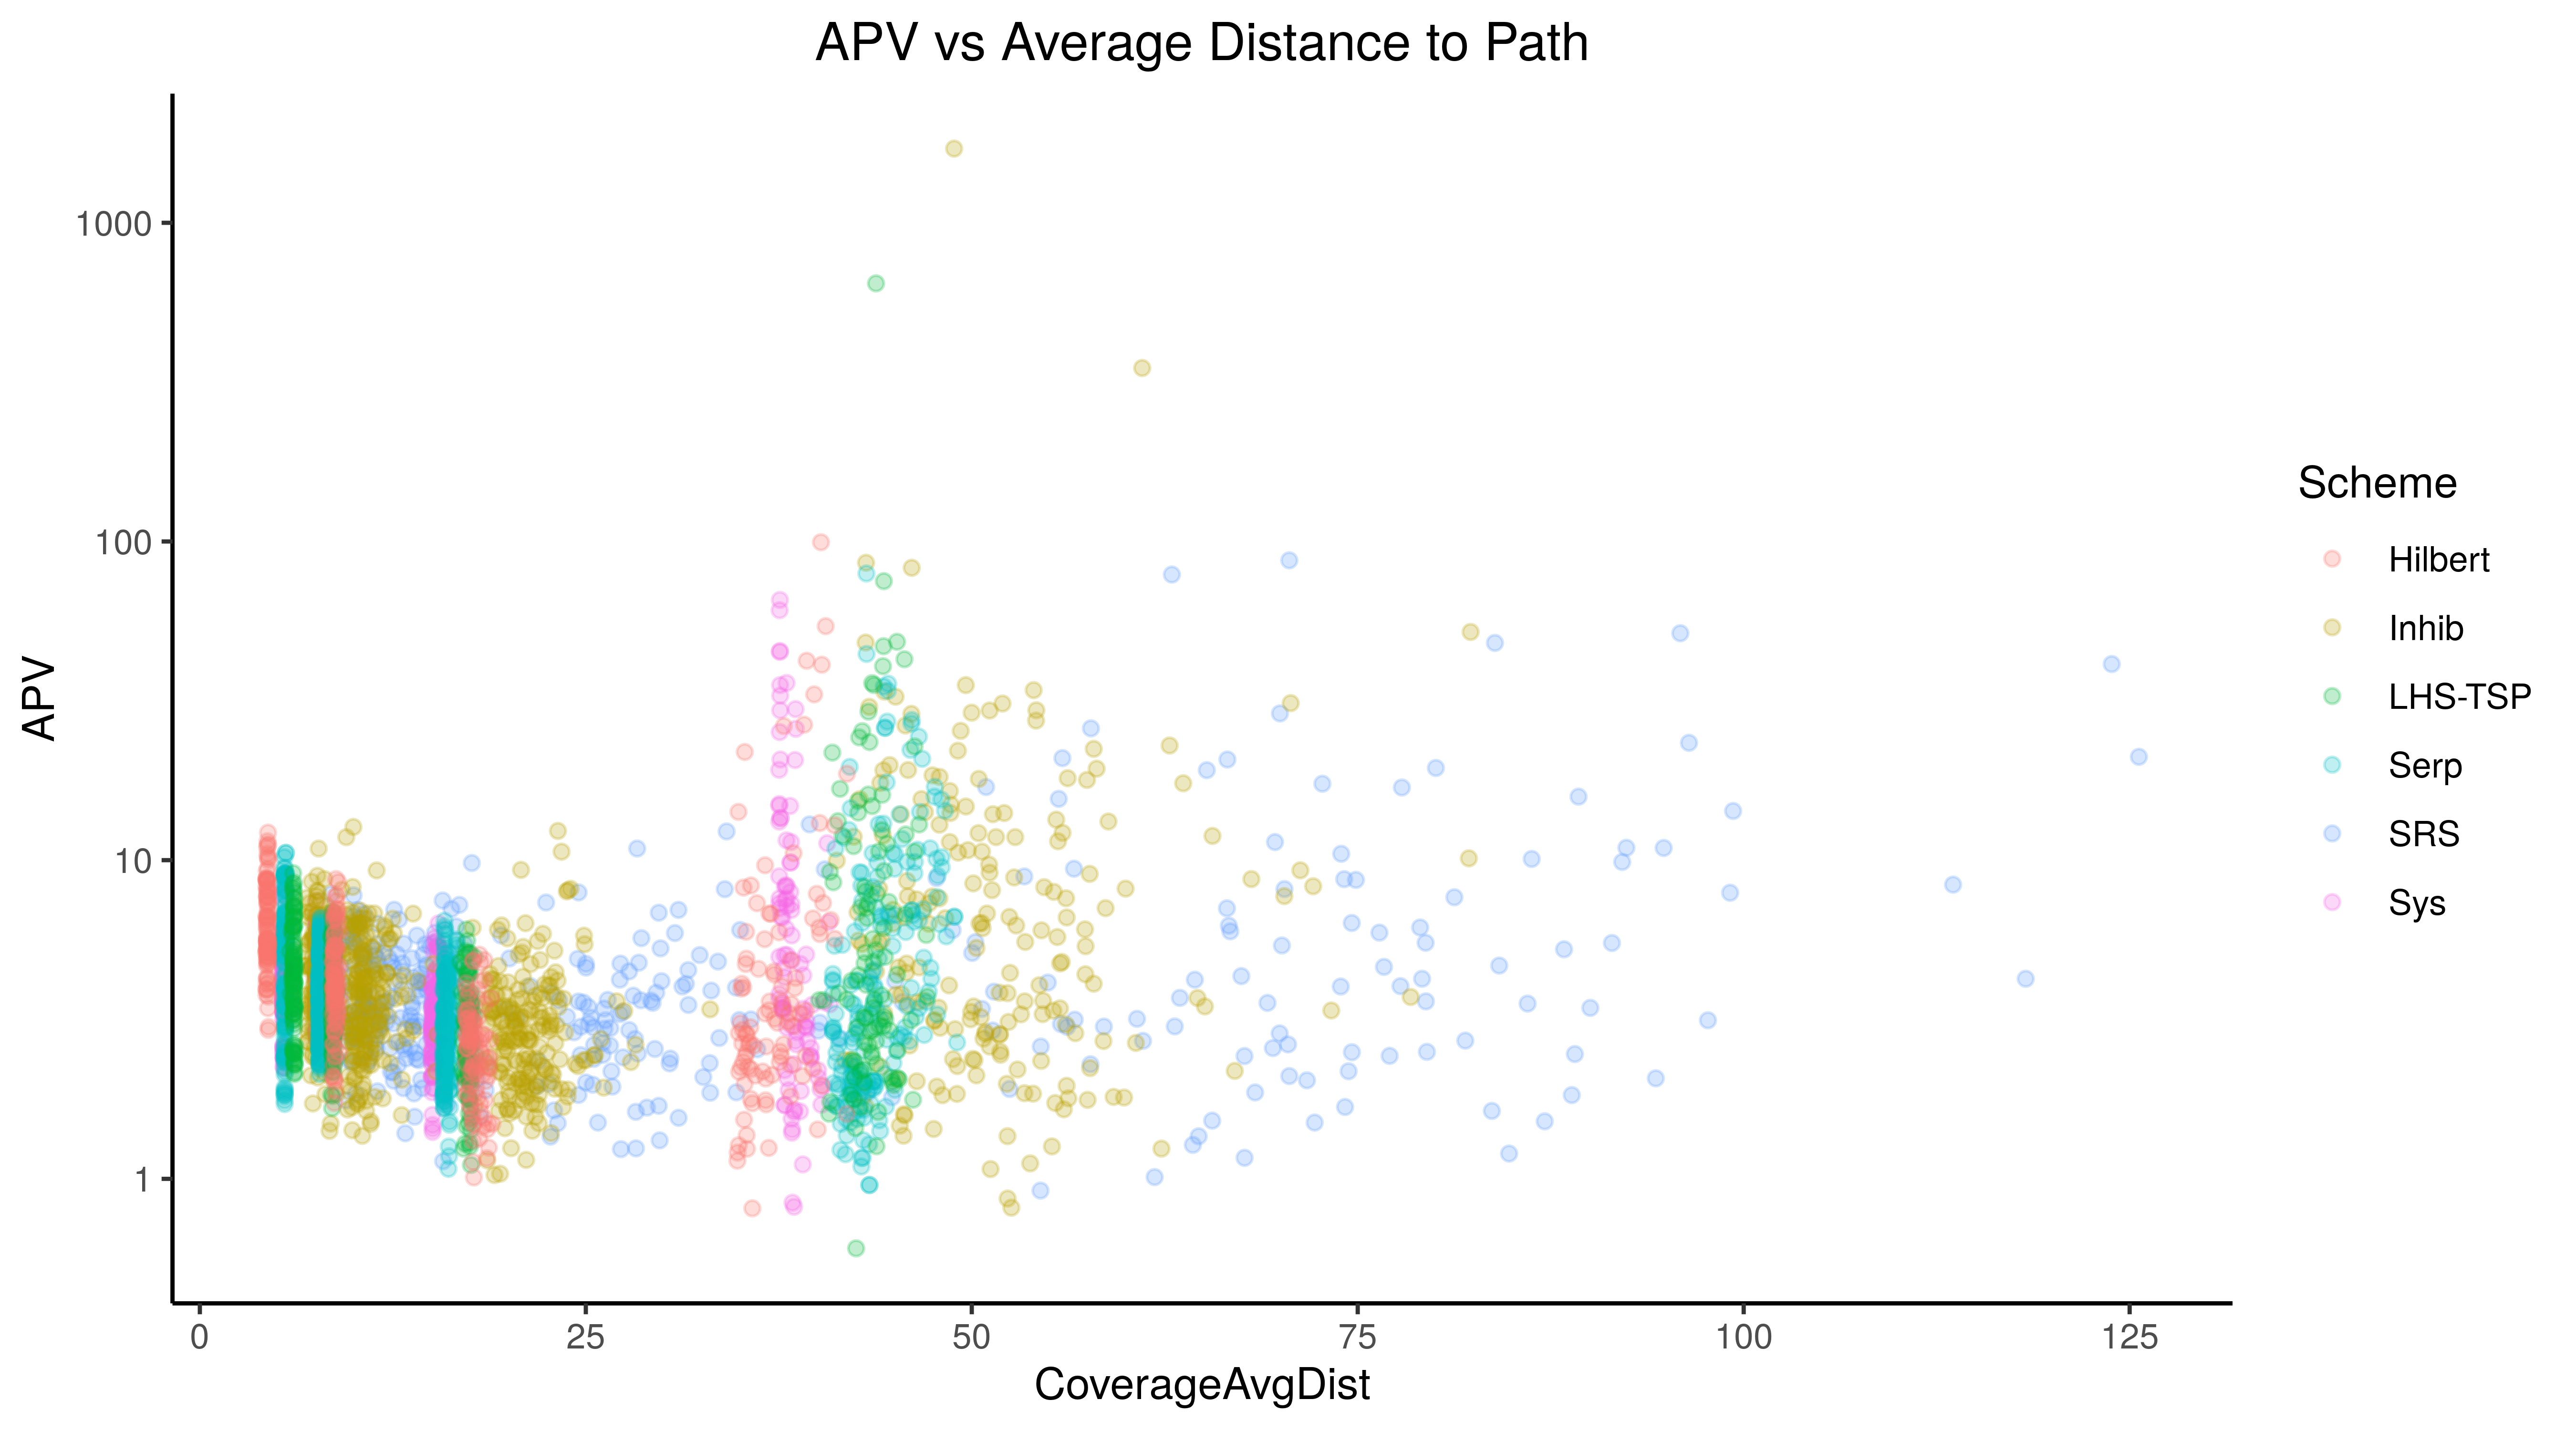 APV vs Average Distance to Path
APV
1000
100
10
1
0
25
50
75
100
125
CoverageAvgDist
Scheme
Hilbert
Inhib
LHS-TSP
Serp
SRS
Sys